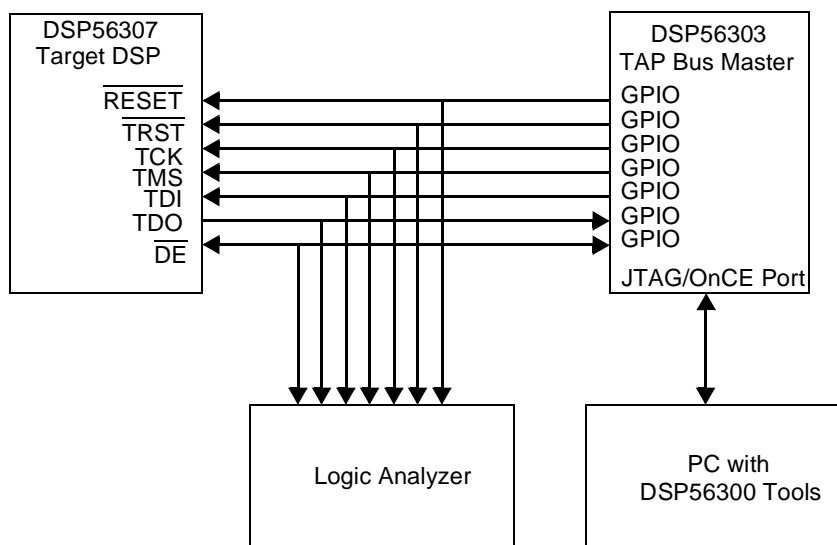 DSP56307
Target DSP
RESET
TRST
TCK
TMS
TDI
TDO
DE
DSP56303
TAP Bus Master
GPIO
GPIO
GPIO
GPIO
GPIO
GPIO
GPIO
JTAG/OnCE Port
Logic Analyzer
PC with
DSP56300 Tools